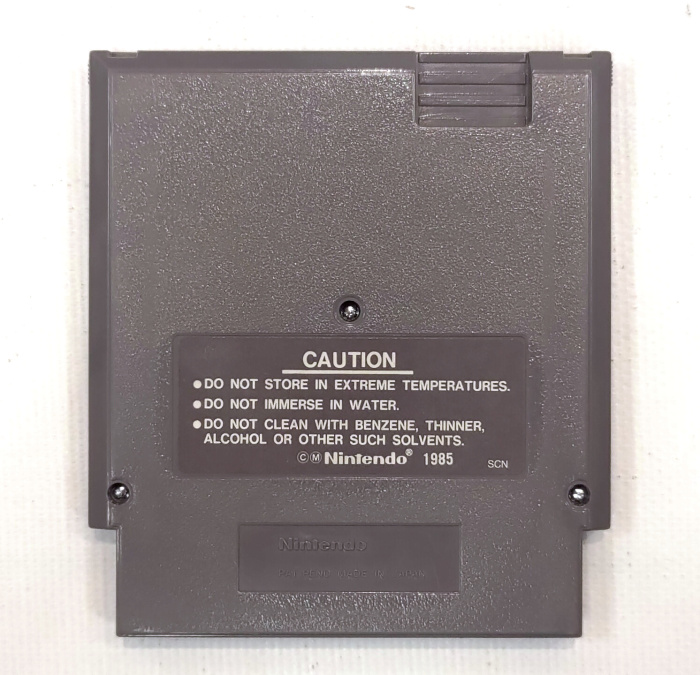 CAUTION
●DO NOT STORE IN EXTREME TEMPERATURES.
●DO NOT IMMERSE IN WATER.
●DO NOT CLEAN WITH BENZENE, THINNER,
ALCOHOL OR OTHER SUCH SOLVENTS.
ⒸⓂ Nintendo® 1985 SCN
Nintendo